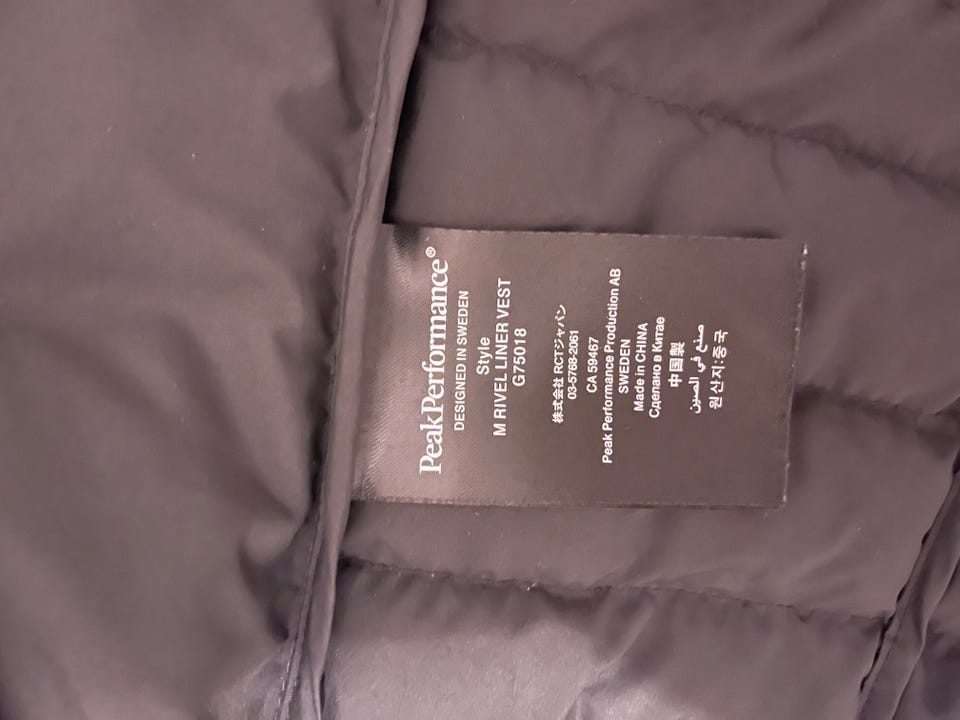 PeakPerformance®
DESIGNED IN SWEDEN
Style
M RIVEL LINER VEST
G75018
株式会社 RCTジャパン
03-5768-2061
CA 59467
Peak Performance Production AB
SWEDEN
Made in CHINA
Сделано в Китае
中国製
صنع في الصين
원산지:중국